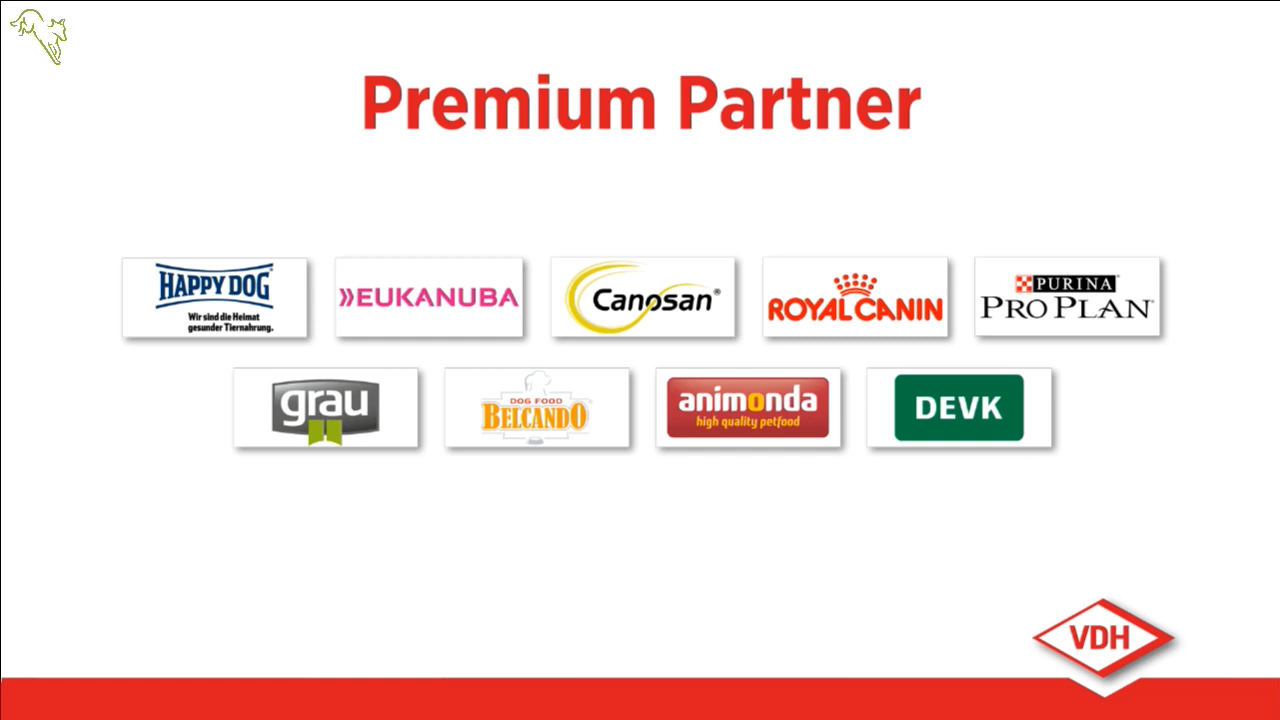 Premium Partner
HAPPY DOG®
Wir sind die Heimat
gesunder Tiernahrung.
»EUKANUBA
Canosan®
ROYAL CANIN
PURINA
PRO PLAN®
grau
DOG FOOD
BELCANDO
animonda
high quality petfood
DEVK
VDH